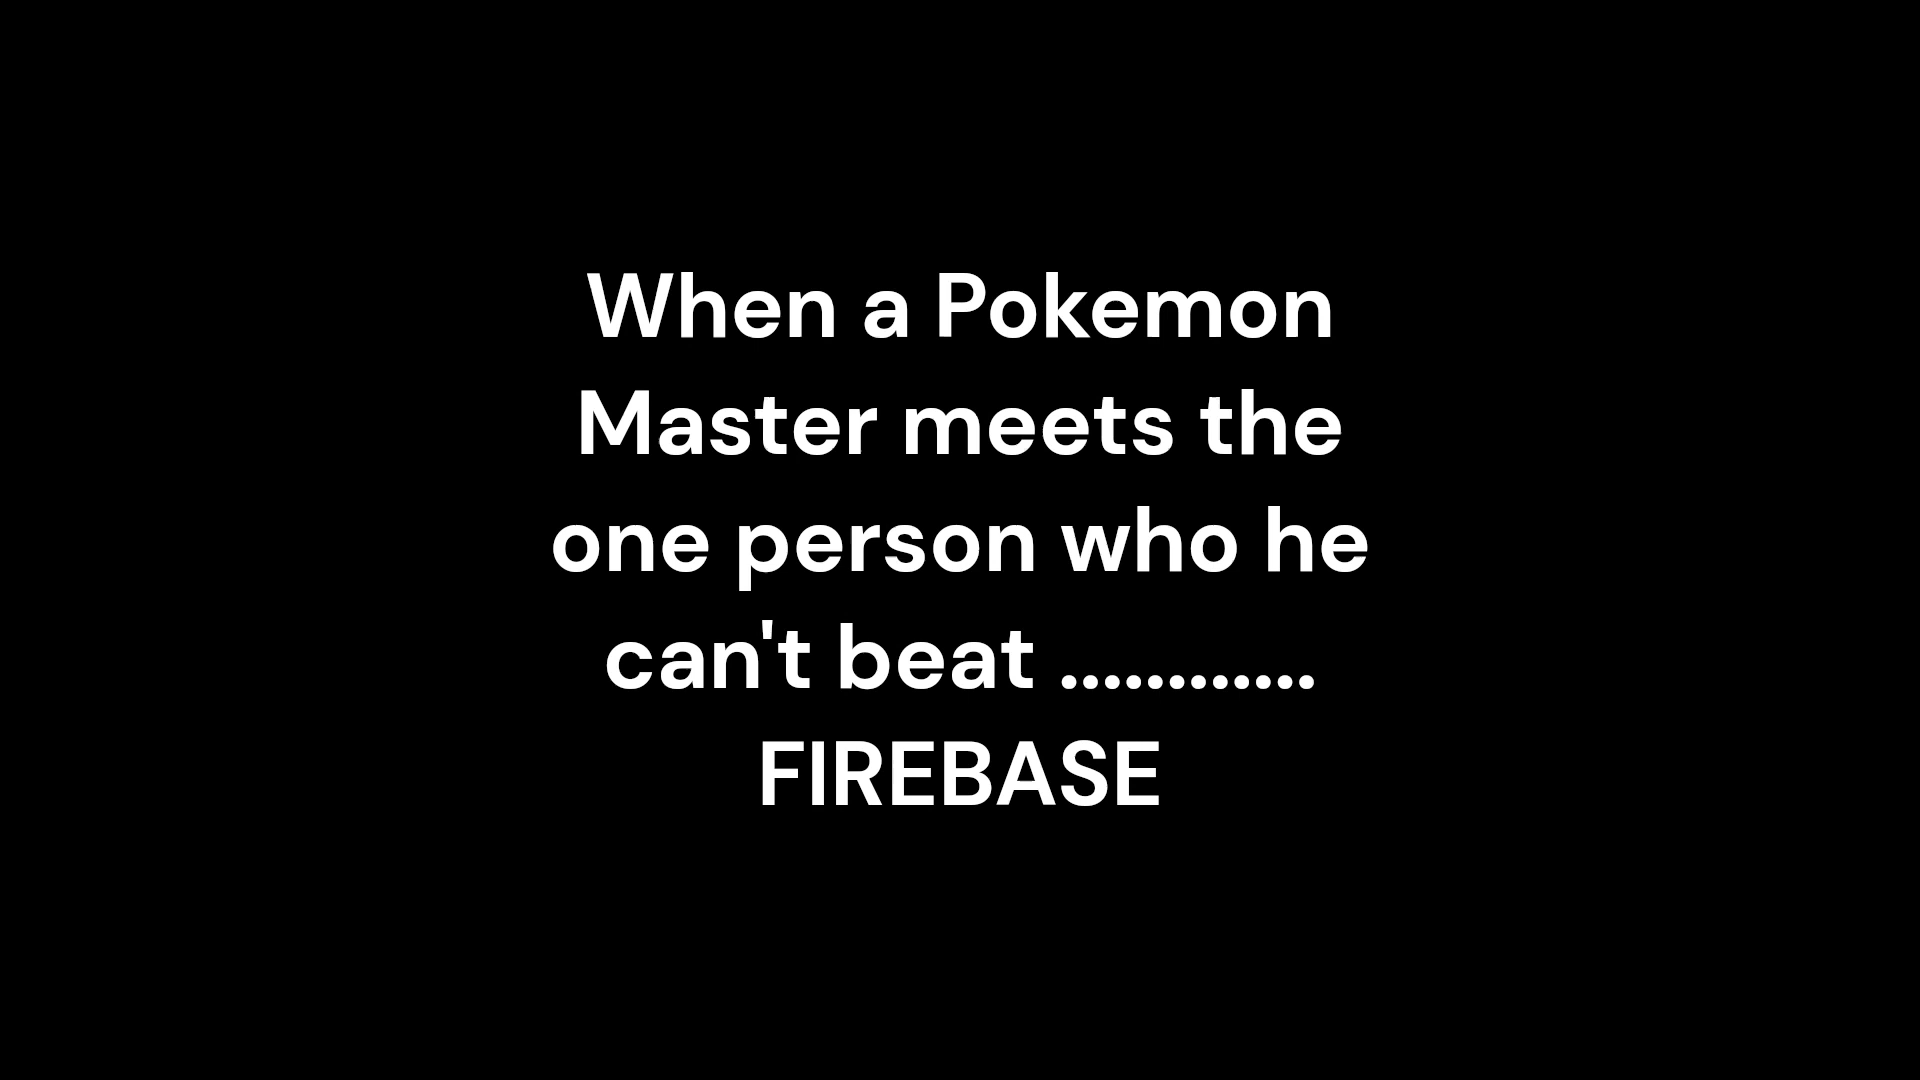 When a Pokemon
Master meets the
one person who he
can't beat ............
FIREBASE